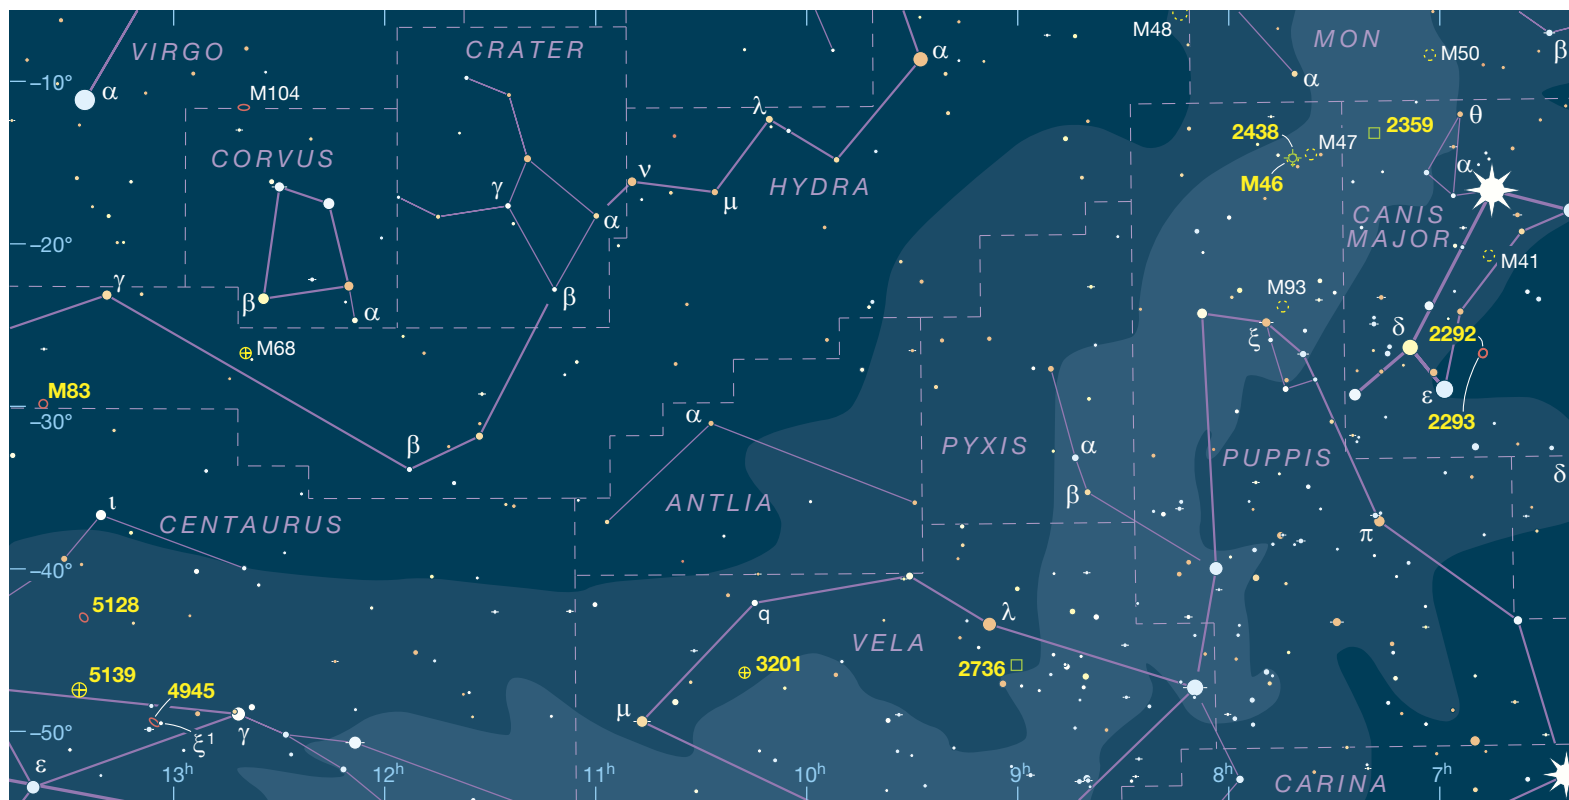 M48
MON
β
VIRGO
CRATER
α
M50
–10°
α
M104
α
λ
θ
2438
M47
2359
CORVUS
γ
ν
μ
HYDRA
M46
α
α
CANIS
MAJOR
–20°
γ
β
α
β
M41
M93
δ
2292
ξ
M68
M83
ε
2293
–30°
β
α
PYXIS
α
PUPPIS
δ
β
ι
CENTAURUS
ANTLIA
π
–40°
5128
q
λ
VELA
5139
4945
3201
2736
ξ¹
γ
μ
–50°
ε
13h
12h
11h
10h
9h
8h
7h
CARINA